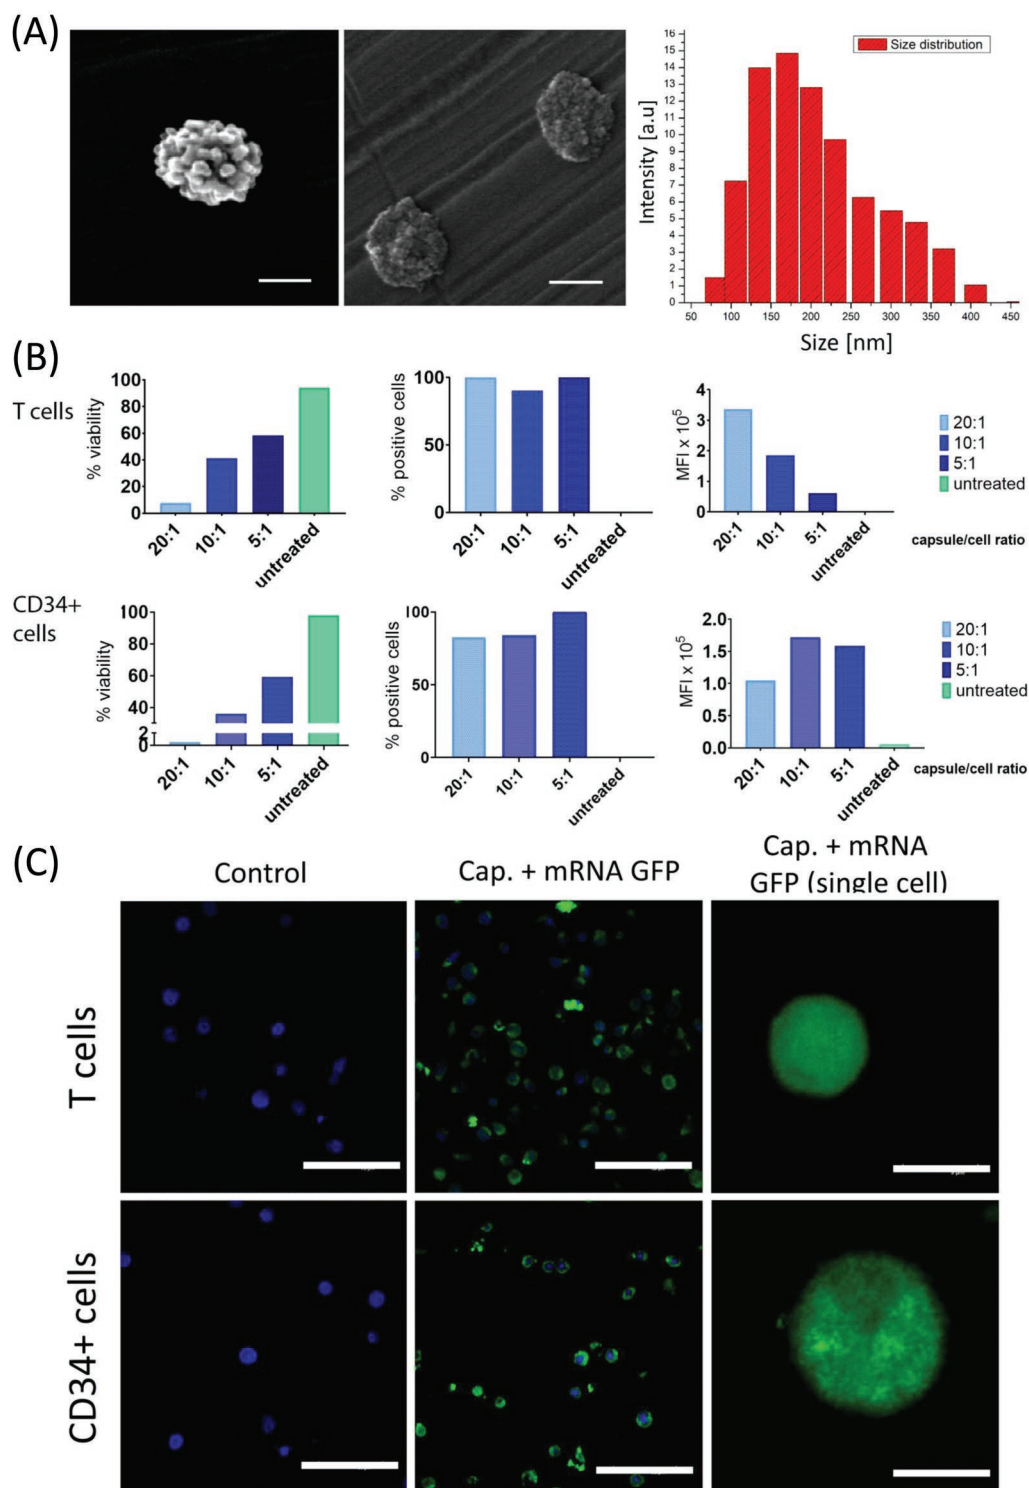 (A)
Intensity [a.u]
16
15
14
13
12
11
10
9
8
7
6
5
4
3
2
1
0
Size distribution
50 100 150 200 250 300 350 400 450
Size [nm]
(B)
T cells
% viability
100
80
60
40
20
0
20:1 10:1 5:1 untreated
% positive cells
100
50
0
20:1 10:1 5:1 untreated
MFI x 10⁵
4
3
2
1
0
20:1 10:1 5:1 untreated
20:1
10:1
5:1
untreated
capsule/cell ratio
CD34+
cells
% viability
100
80
60
40
2
0
20:1 10:1 5:1 untreated
% positive cells
100
50
0
20:1 10:1 5:1 untreated
MFI x 10⁵
2.0
1.5
1.0
0.5
0.0
20:1 10:1 5:1 untreated
20:1
10:1
5:1
untreated
capsule/cell ratio
(C)
Control
Cap. + mRNA GFP
Cap. + mRNA
GFP (single cell)
T cells
CD34+ cells